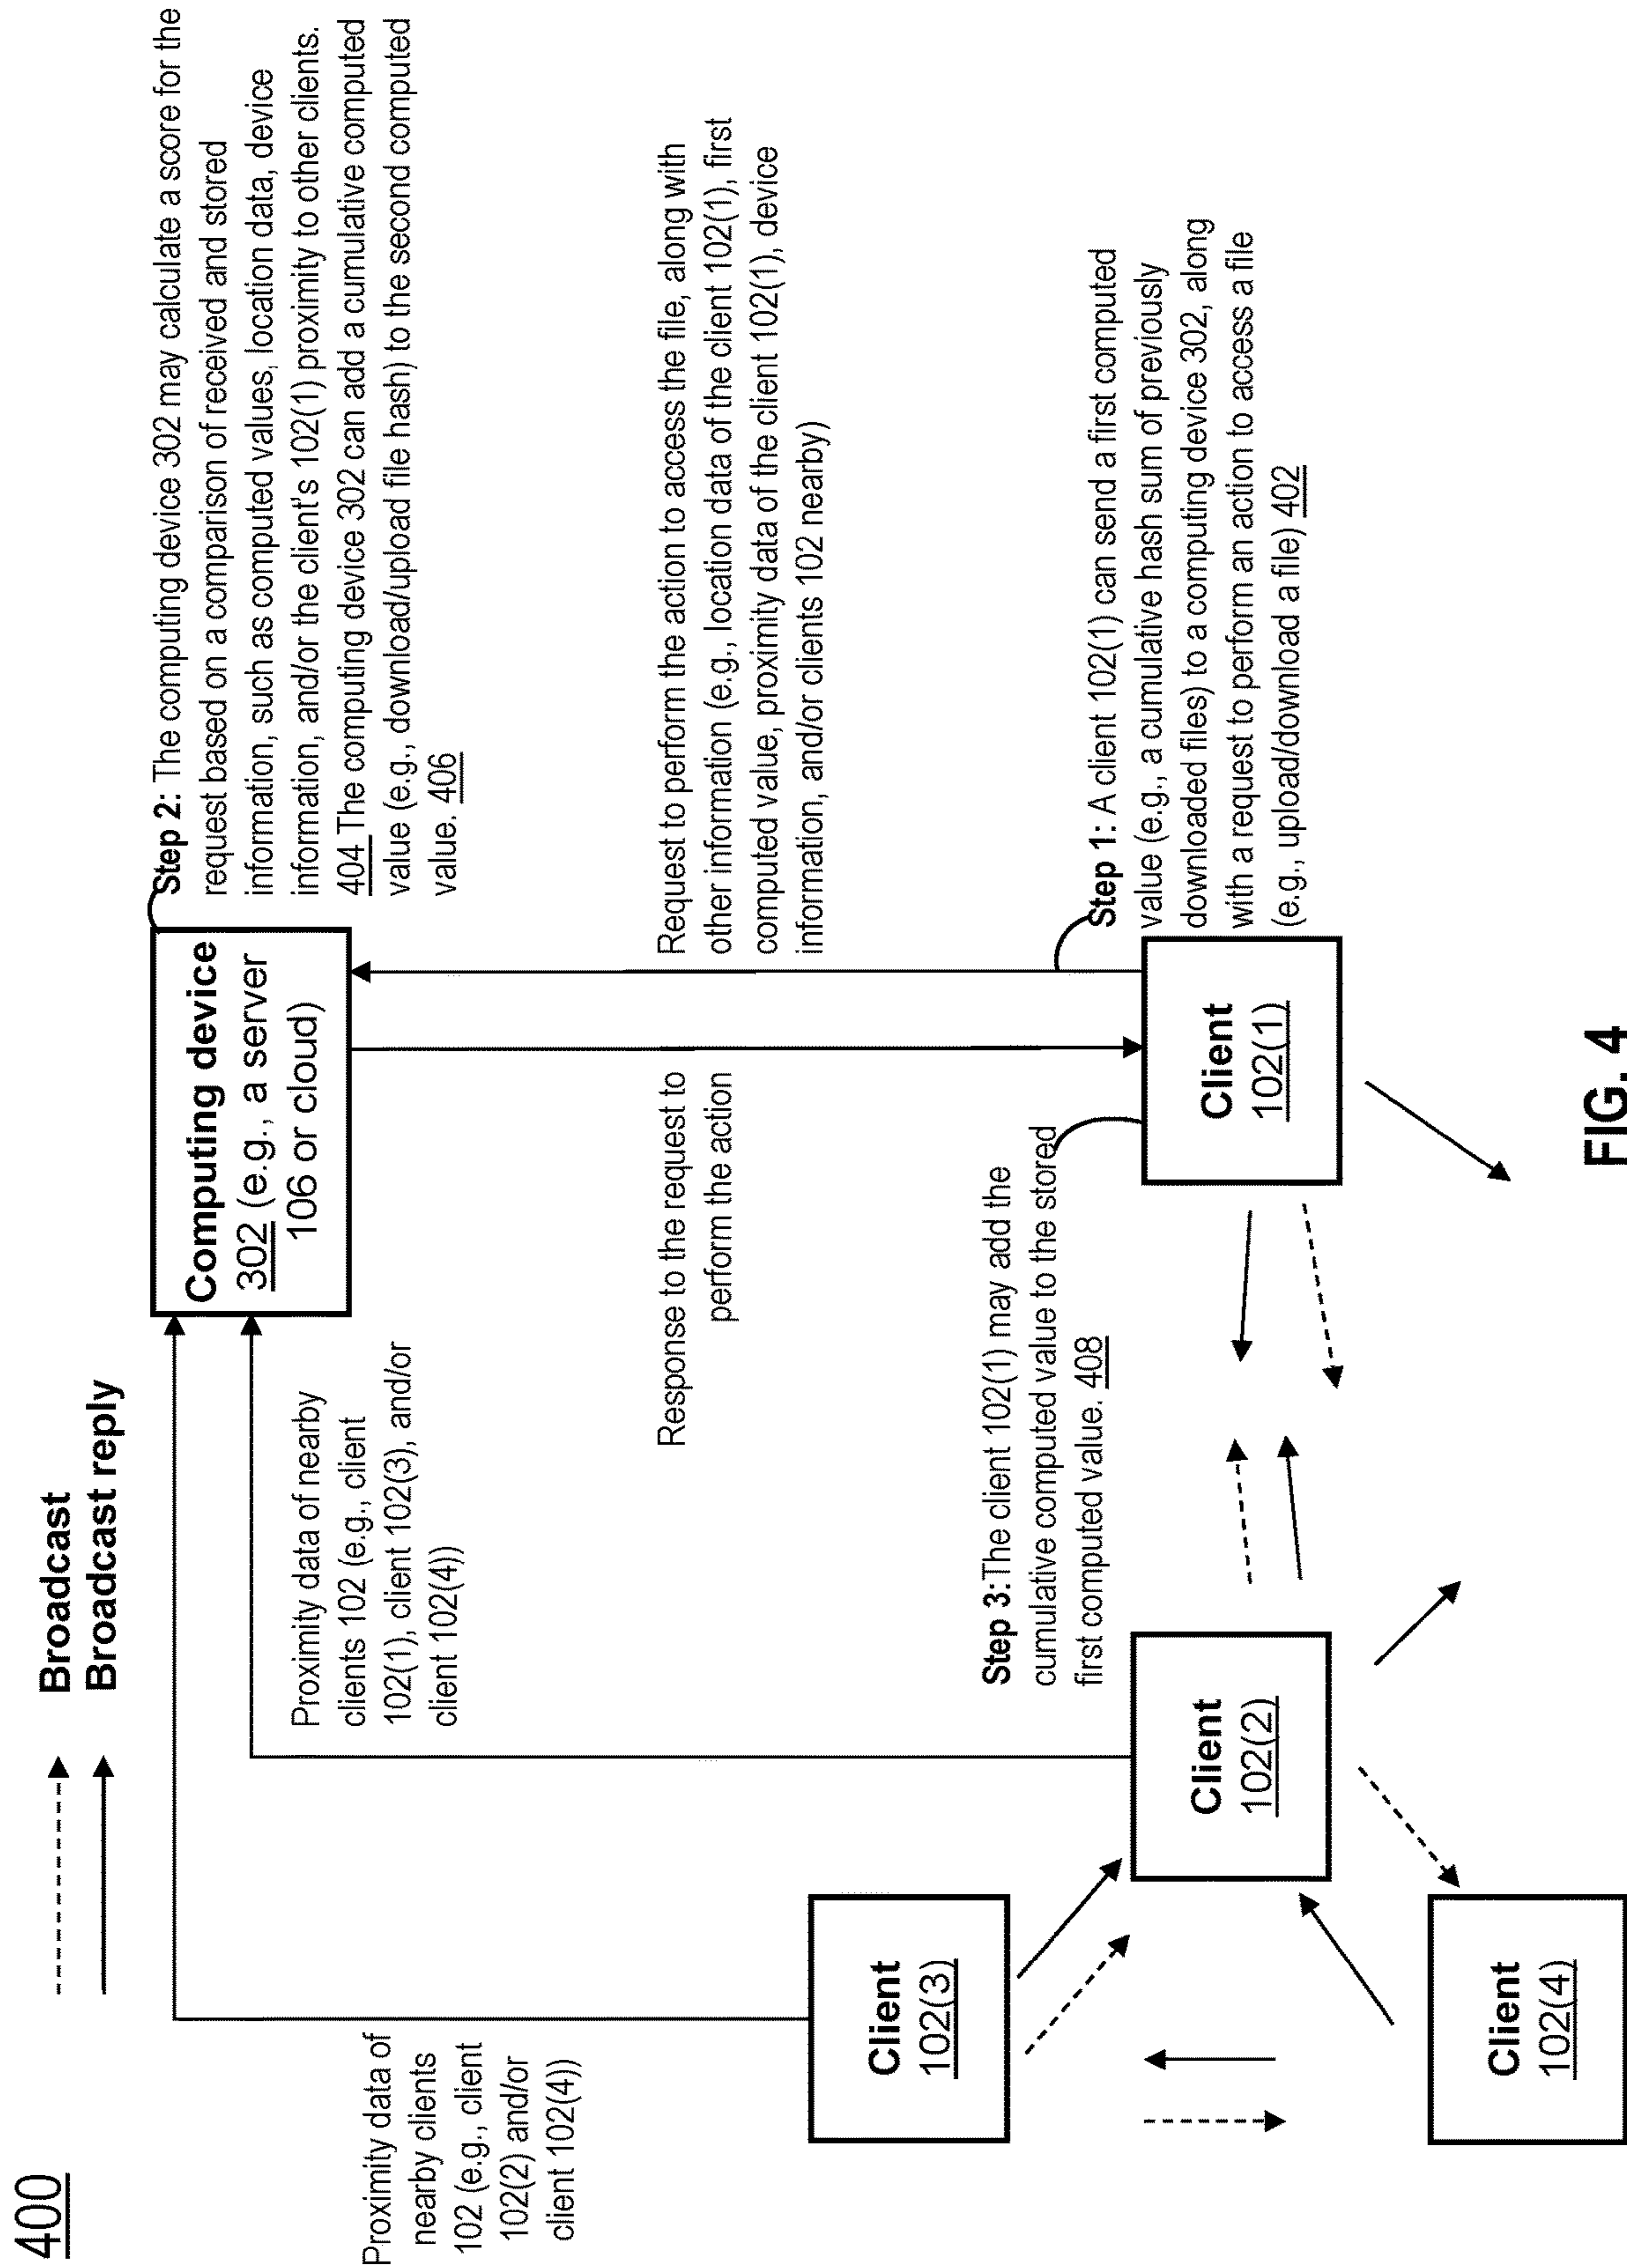 400
Broadcast
Broadcast reply
Computing device
302 (e.g., a server
106 or cloud)
Step 2: The computing device 302 may calculate a score for the
request based on a comparison of received and stored
information, such as computed values, location data, device
information, and/or the client's 102(1) proximity to other clients.
404 The computing device 302 can add a cumulative computed
value (e.g., download/upload file hash) to the second computed
value. 406
Proximity data of
nearby clients
102 (e.g., client
102(2) and/or
client 102(4))
Proximity data of nearby
clients 102 (e.g., client
102(1), client 102(3), and/or
client 102(4))
Response to the request to
perform the action
Request to perform the action to access the file, along with
other information (e.g., location data of the client 102(1), first
computed value, proximity data of the client 102(1), device
information, and/or clients 102 nearby)
Step 3:The client 102(1) may add the
cumulative computed value to the stored
first computed value. 408
Step 1: A client 102(1) can send a first computed
value (e.g., a cumulative hash sum of previously
downloaded files) to a computing device 302, along
with a request to perform an action to access a file
(e.g., upload/download a file) 402
Client
102(3)
Client
102(2)
Client
102(1)
Client
102(4)
FIG. 4